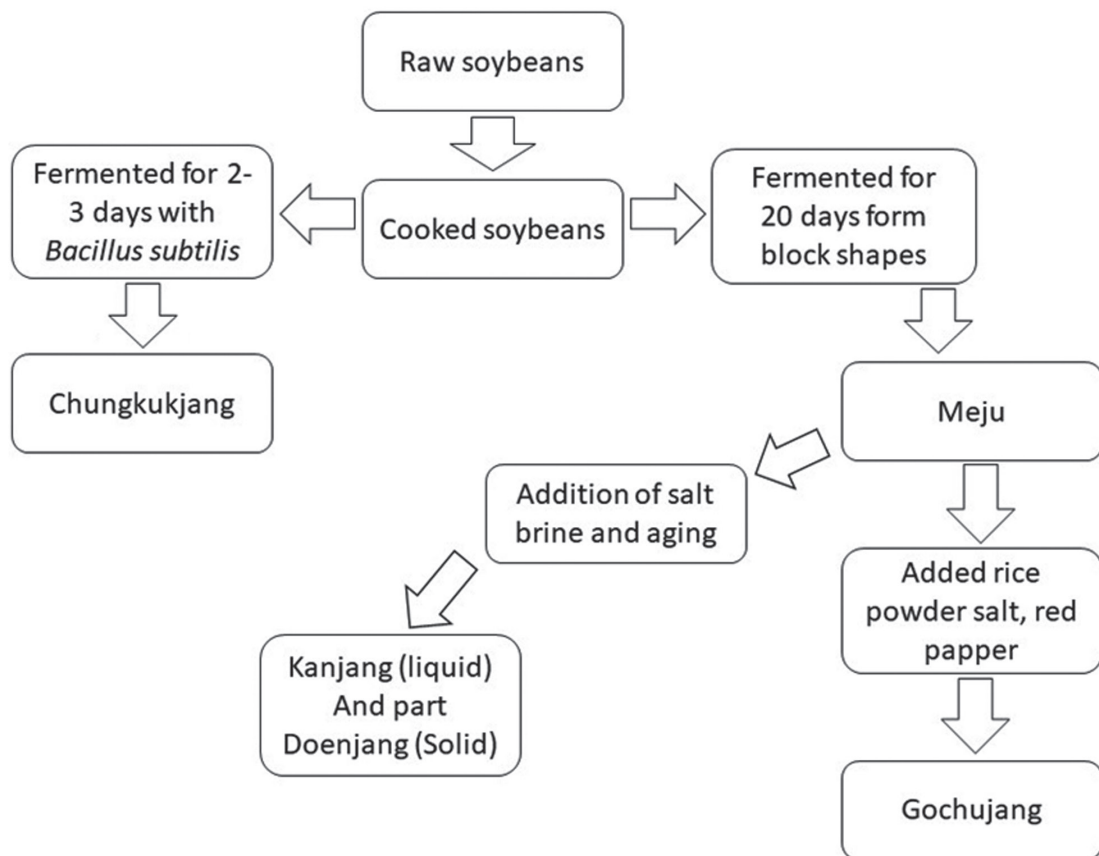 Raw soybeans
Fermented for 2-
3 days with
Bacillus subtilis
Cooked soybeans
Fermented for
20 days form
block shapes
Chungkukjang
Meju
Addition of salt
brine and aging
Added rice
powder salt, red
papper
Kanjang (liquid)
And part
Doenjang (Solid)
Gochujang